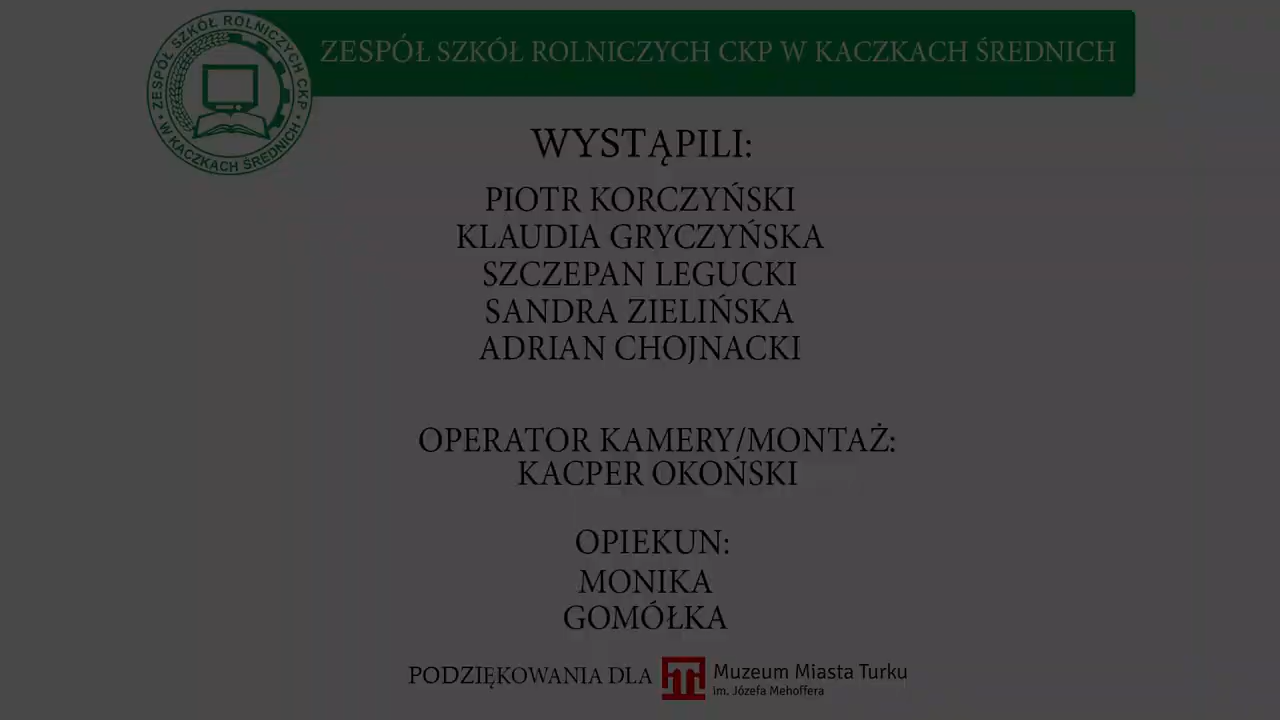 ZESPÓŁ SZKÓŁ ROLNICZYCH CKP W KACZKACH ŚREDNICH
ZESPÓŁ SZKÓŁ ROLNICZYCH CKP
W KACZKACH ŚREDNICH
WYSTĄPILI:
PIOTR KORCZYŃSKI
KLAUDIA GRYCZYŃSKA
SZCZEPAN LEGUCKI
SANDRA ZIELIŃSKA
ADRIAN CHOJNACKI
OPERATOR KAMERY/MONTAŻ:
KACPER OKOŃSKI
OPIEKUN:
MONIKA
GOMÓŁKA
PODZIĘKOWANIA DLA
Muzeum Miasta Turku
im. Józefa Mehoffera